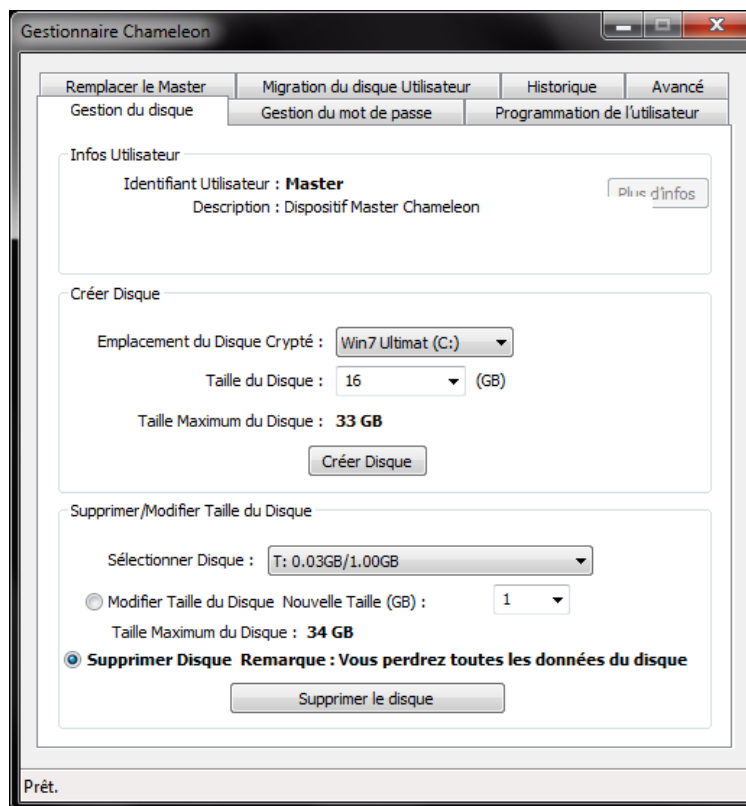 Gestionnaire Chameleon
Remplacer le Master Migration du disque Utilisateur Historique Avancé
Gestion du disque Gestion du mot de passe Programmation de l'utilisateur
Infos Utilisateur
Identifiant Utilisateur : Master
Plus d'infos
Description : Dispositif Master Chameleon
Créer Disque
Emplacement du Disque Crypté : Win7 Ultimat (C:)
Taille du Disque : 16 (GB)
Taille Maximum du Disque : 33 GB
Créer Disque
Supprimer/Modifier Taille du Disque
Sélectionner Disque : T: 0.03GB/1.00GB
Modifier Taille du Disque Nouvelle Taille (GB) : 1
Taille Maximum du Disque : 34 GB
Supprimer Disque Remarque : Vous perdrez toutes les données du disque
Supprimer le disque
Prêt.